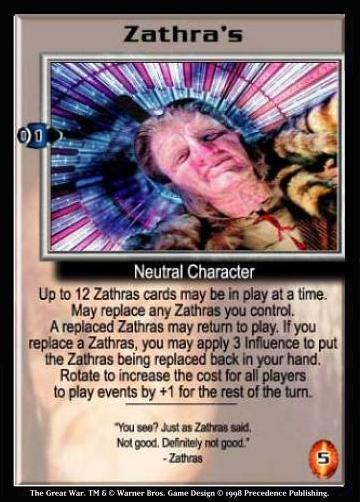 Zathra's
0 1
Neutral Character
Up to 12 Zathras cards may be in play at a time.
May replace any Zathras you control.
A replaced Zathras may return to play. If you
replace a Zathras, you may apply 3 Influence to put
the Zathras being replaced back in your hand.
Rotate to increase the cost for all players
to play events by +1 for the rest of the turn.
"You see? Just as Zathras said.
Not good. Definitely not good."
- Zathras
5
The Great War. TM & © Warner Bros. Game Design © 1998 Precedence Publishing.